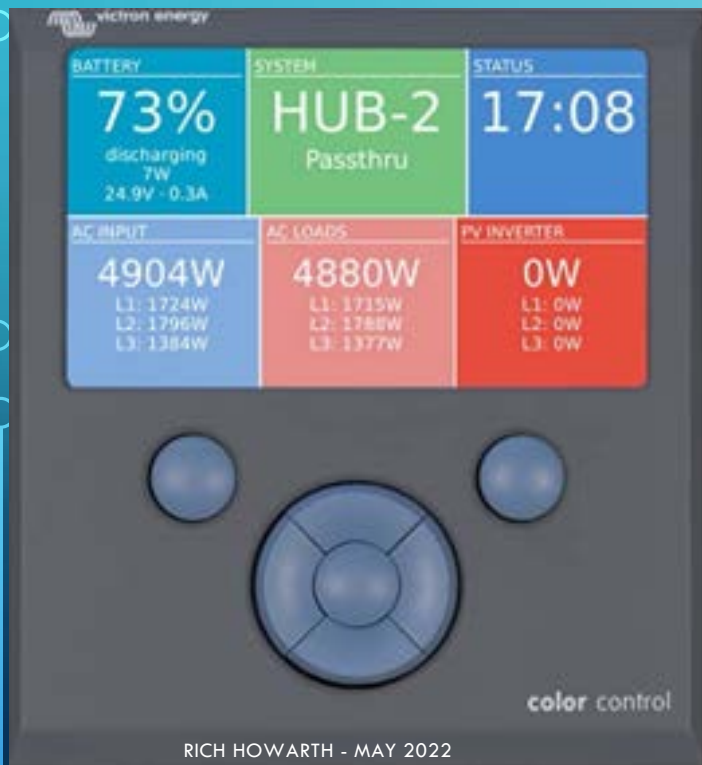 victron energy
BATTERY
73%
discharging
7W
24.9V - 0.3A
SYSTEM
HUB-2
Passthru
STATUS
17:08
AC INPUT
4904W
L1: 1724W
L2: 1796W
L3: 1384W
AC LOADS
4880W
L1: 1715W
L2: 1788W
L3: 1377W
PV INVERTER
0W
L1: 0W
L2: 0W
L3: 0W
color control
RICH HOWARTH - MAY 2022